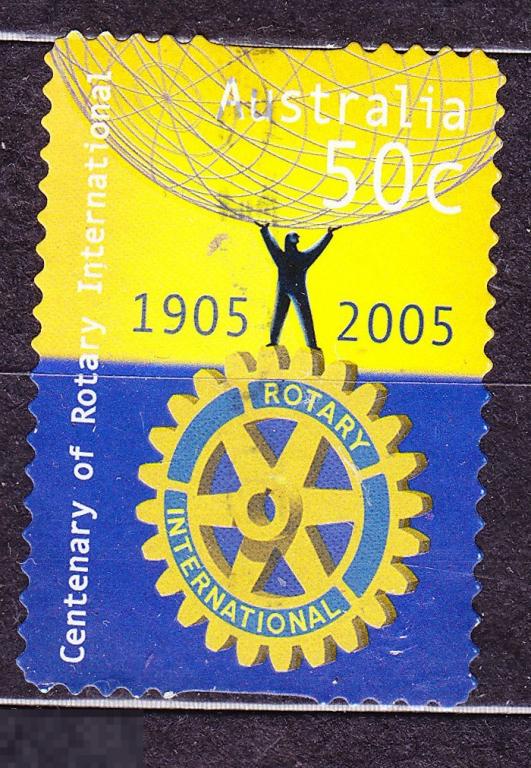 Australia
50c
Centenary of Rotary International
1905 2005
ROTARY
INTERNATIONAL